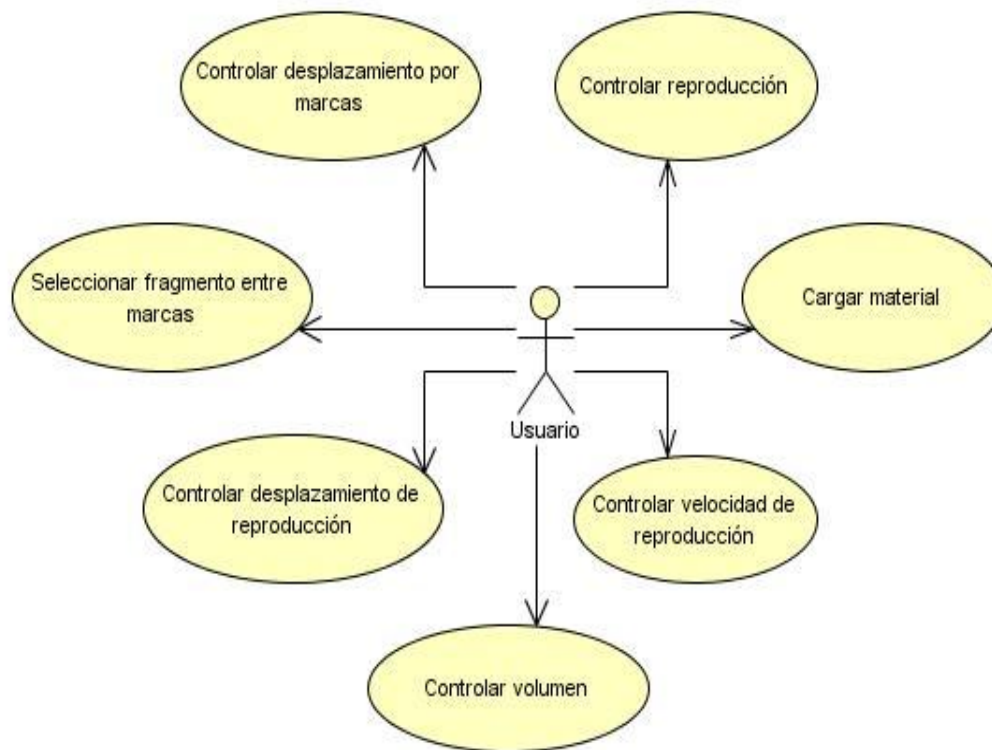 Controlar desplazamiento por
marcas
Controlar reproducción
Seleccionar fragmento entre
marcas
Cargar material
Usuario
Controlar desplazamiento de
reproducción
Controlar velocidad de
reproducción
Controlar volumen